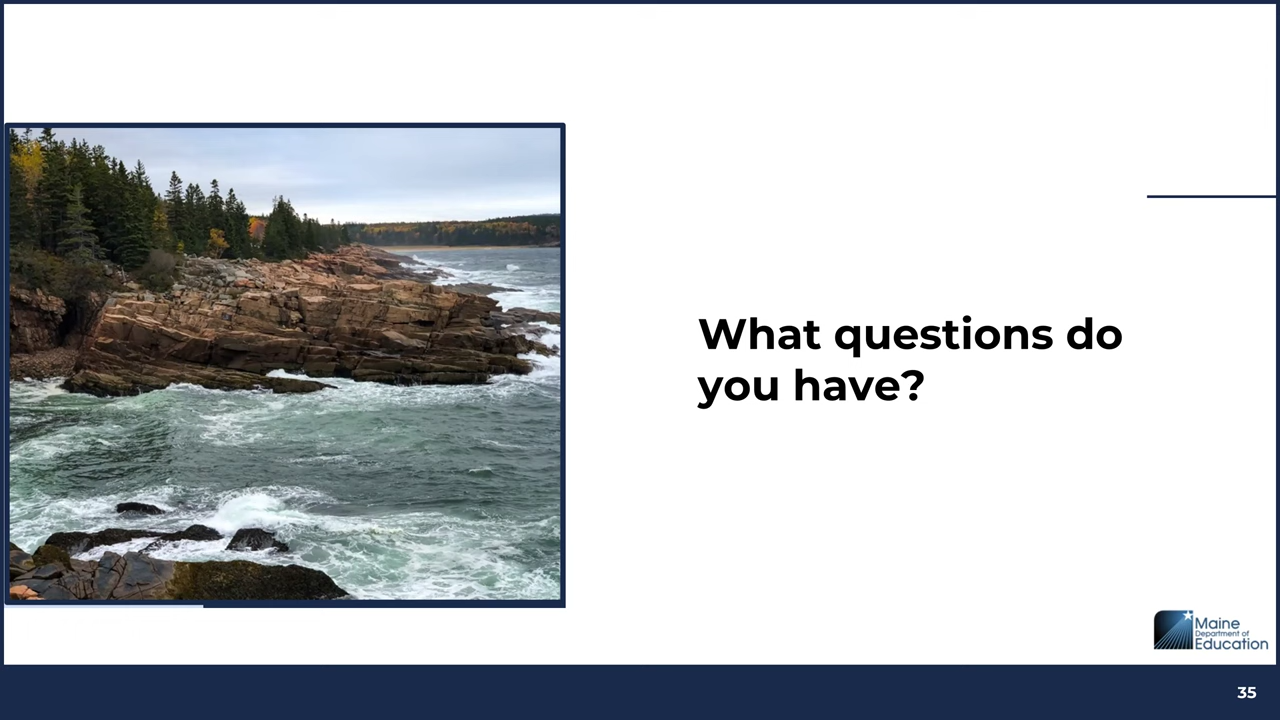 What questions do
you have?
Maine
Department of
Education
35